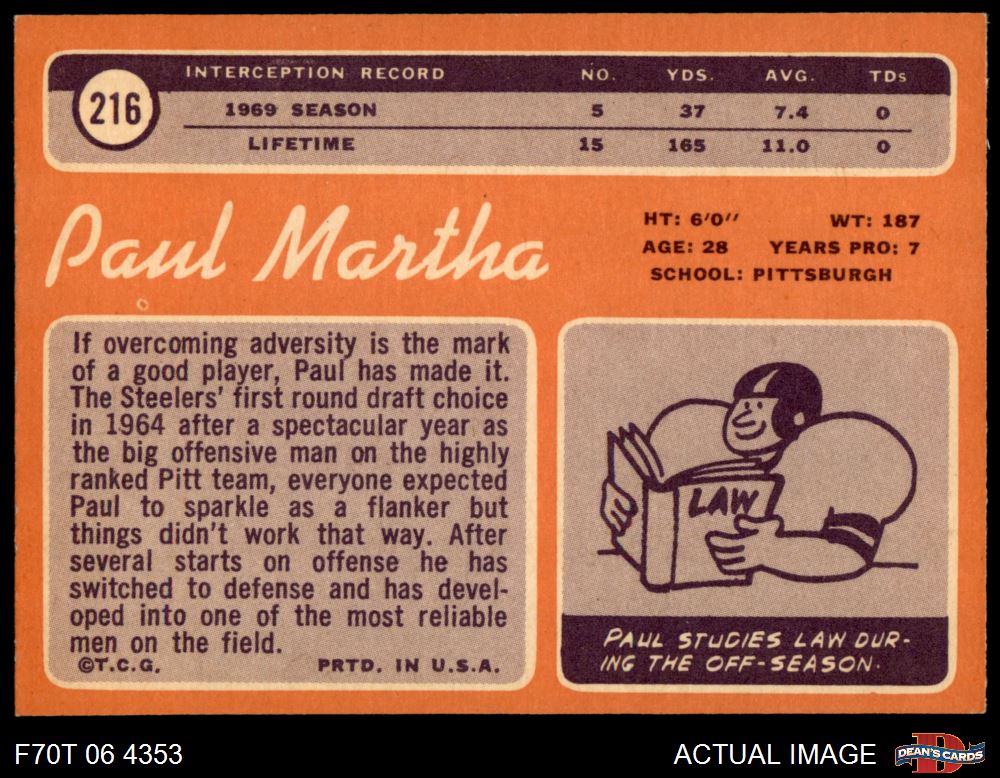 216
INTERCEPTION RECORD NO. YDS. AVG. TDs
1969 SEASON 5 37 7.4 0
LIFETIME 15 165 11.0 0
Paul Martha
HT: 6'0'' WT: 187
AGE: 28 YEARS PRO: 7
SCHOOL: PITTSBURGH
If overcoming adversity is the mark
of a good player, Paul has made it.
The Steelers' first round draft choice
in 1964 after a spectacular year as
the big offensive man on the highly
ranked Pitt team, everyone expected
Paul to sparkle as a flanker but
things didn't work that way. After
several starts on offense he has
switched to defense and has devel-
oped into one of the most reliable
men on the field.
©T.C.G. PRTD. IN U.S.A.
LAW
PAUL STUDIES LAW DUR-
ING THE OFF-SEASON.
F70T 06 4353
ACTUAL IMAGE
DEAN'S CARDS